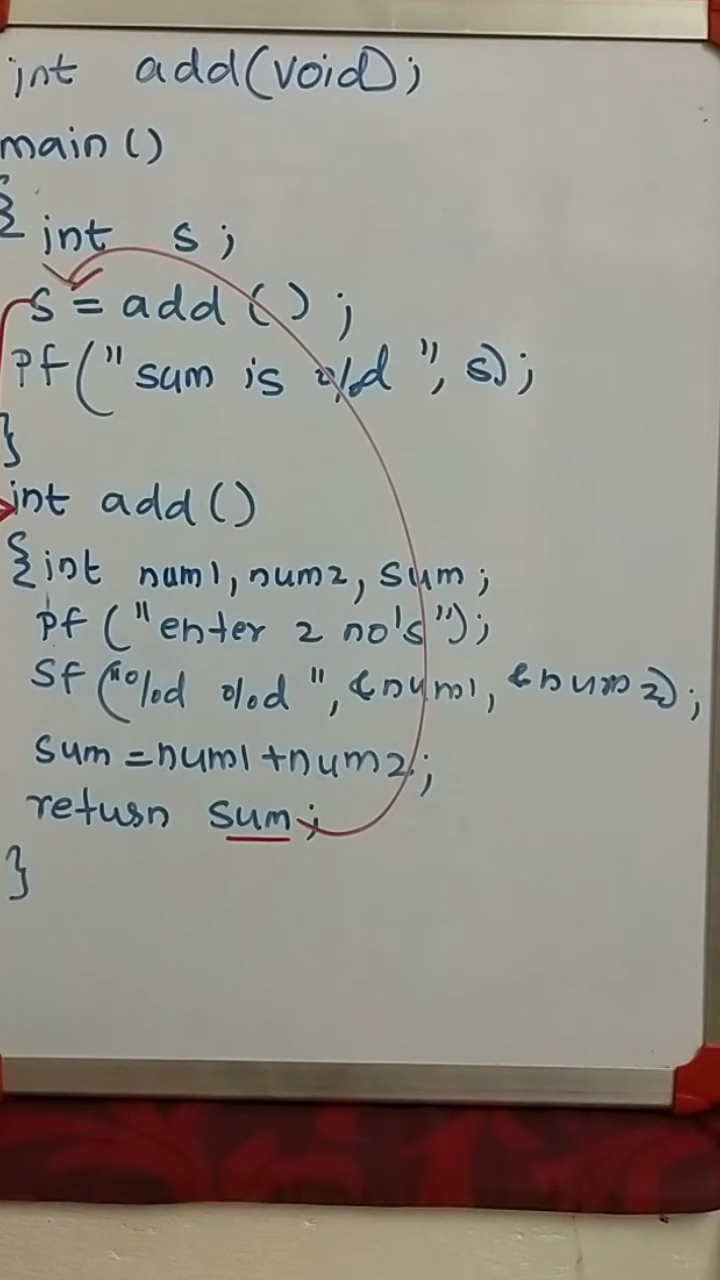 int add(void);
main()
{
int s;
s = add();
pf("sum is %d", s);
}
int add()
{int num1, num2, sum;
pf("enter 2 no's");
sf("%d %d", &num1, &num2);
sum = num1 + num2;
return sum;
}